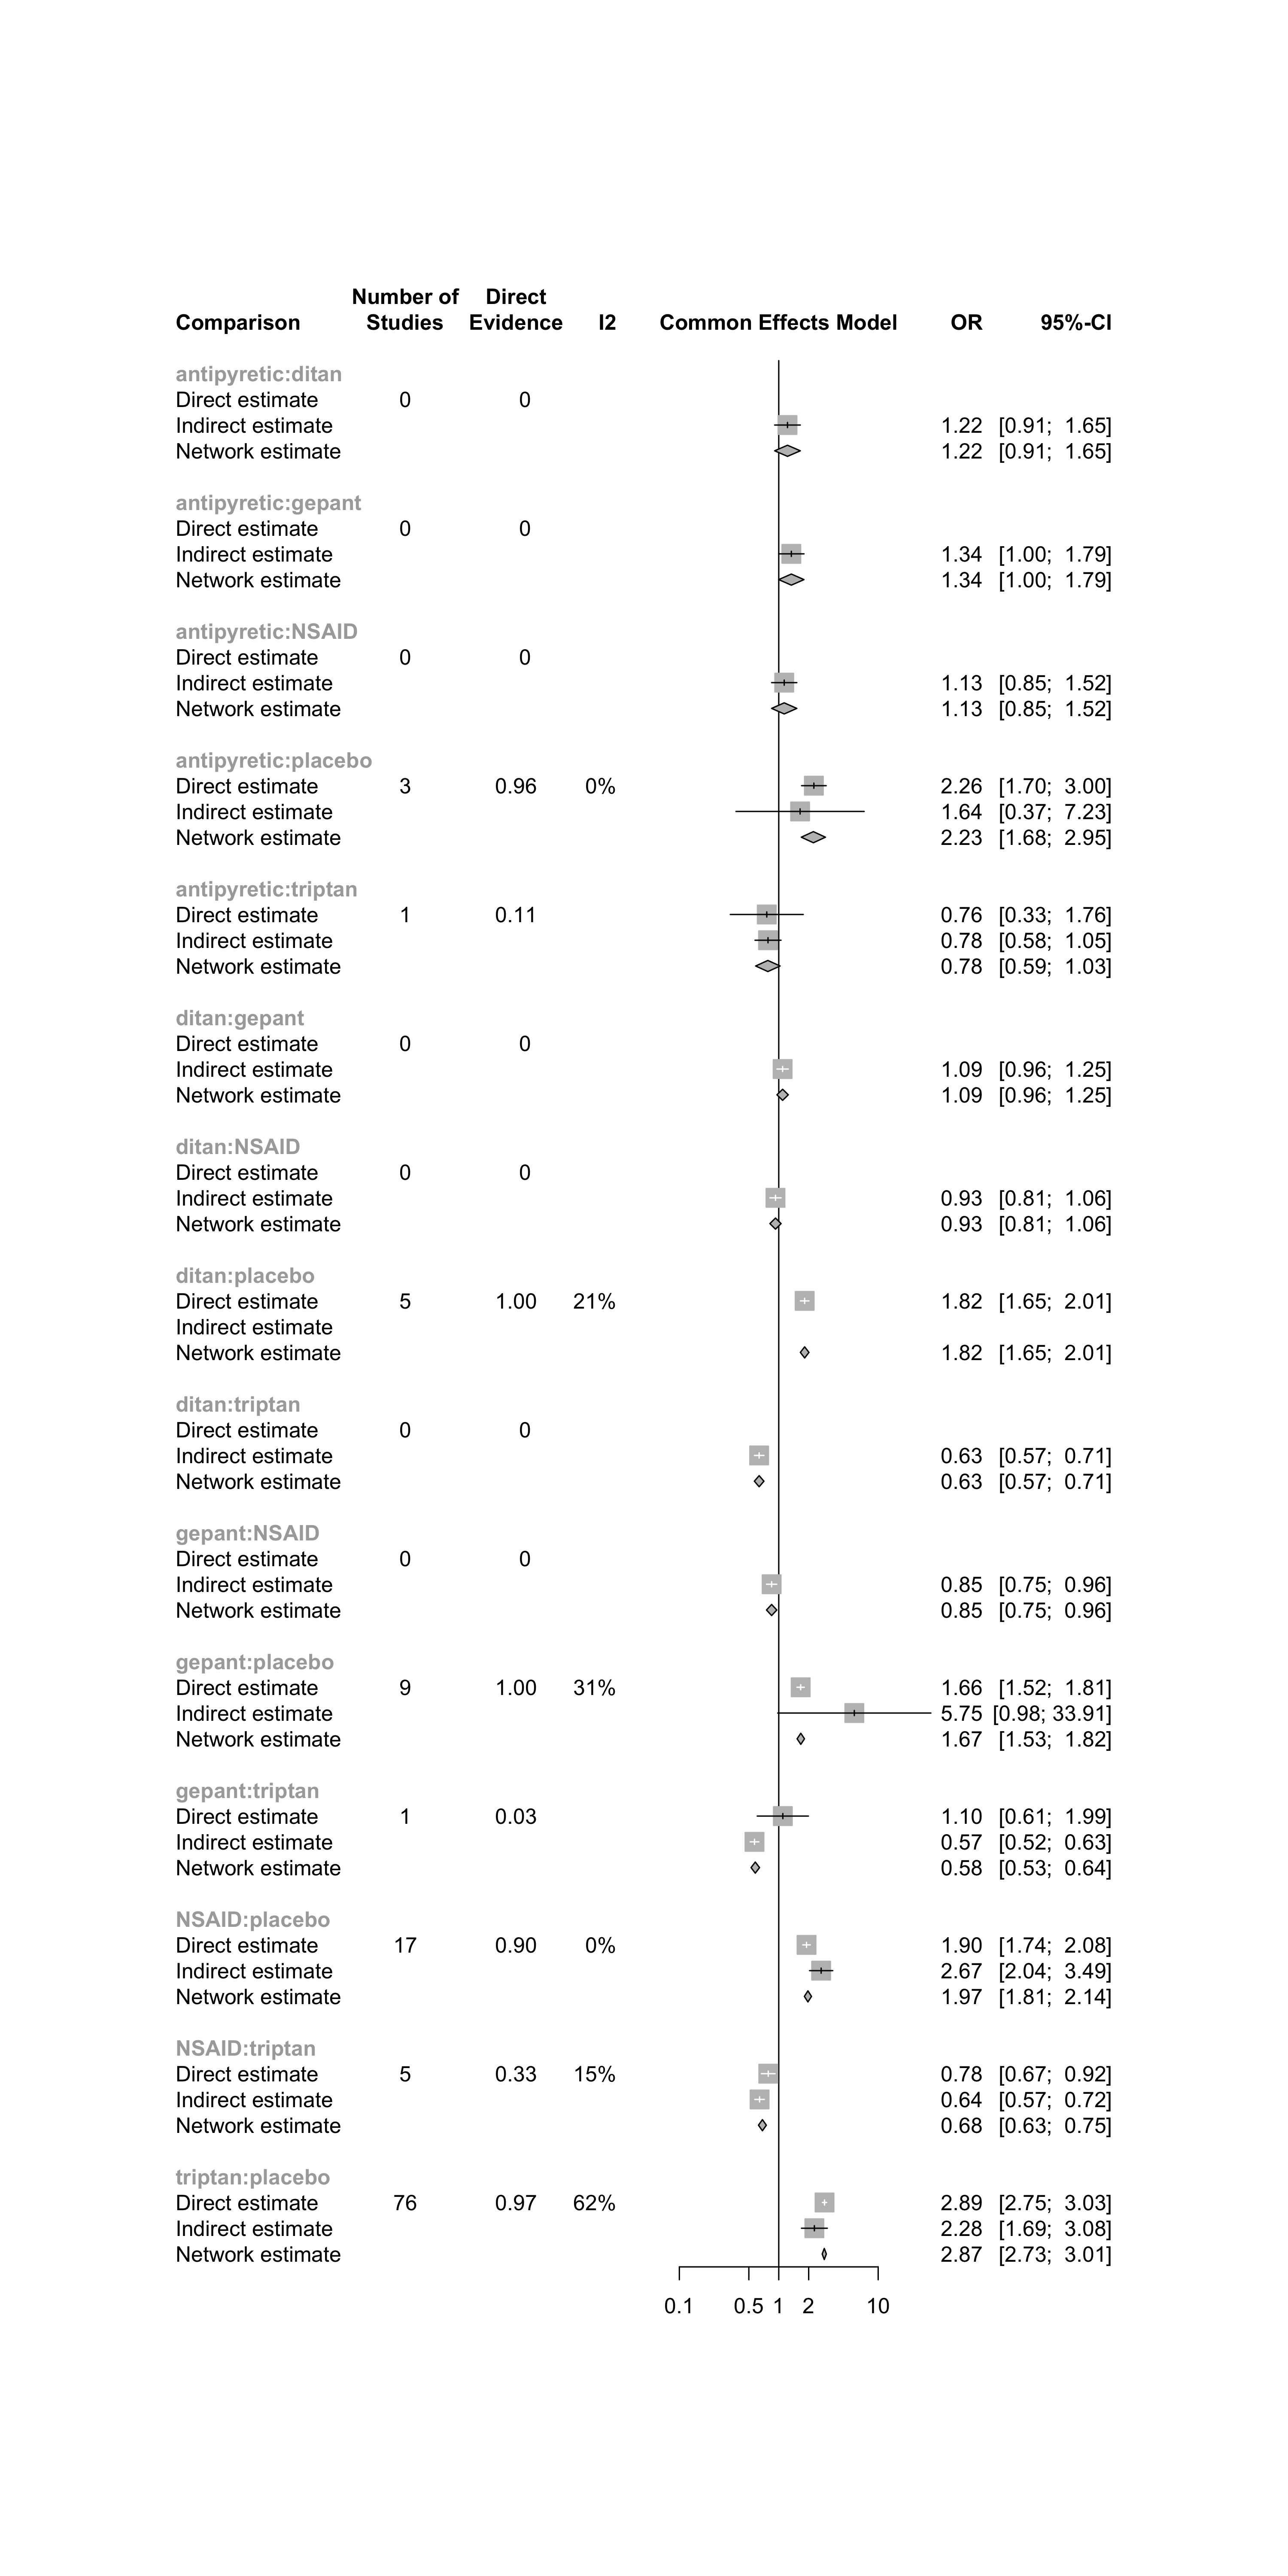 Number of Direct
Comparison Studies Evidence I2 Common Effects Model OR 95%-CI
antipyretic:ditan
Direct estimate 0 0
Indirect estimate 1.22 [0.91; 1.65]
Network estimate 1.22 [0.91; 1.65]
antipyretic:gepant
Direct estimate 0 0
Indirect estimate 1.34 [1.00; 1.79]
Network estimate 1.34 [1.00; 1.79]
antipyretic:NSAID
Direct estimate 0 0
Indirect estimate 1.13 [0.85; 1.52]
Network estimate 1.13 [0.85; 1.52]
antipyretic:placebo
Direct estimate 3 0.96 0% 2.26 [1.70; 3.00]
Indirect estimate 1.64 [0.37; 7.23]
Network estimate 2.23 [1.68; 2.95]
antipyretic:triptan
Direct estimate 1 0.11 0.76 [0.33; 1.76]
Indirect estimate 0.78 [0.58; 1.05]
Network estimate 0.78 [0.59; 1.03]
ditan:gepant
Direct estimate 0 0
Indirect estimate 1.09 [0.96; 1.25]
Network estimate 1.09 [0.96; 1.25]
ditan:NSAID
Direct estimate 0 0
Indirect estimate 0.93 [0.81; 1.06]
Network estimate 0.93 [0.81; 1.06]
ditan:placebo
Direct estimate 5 1.00 21% 1.82 [1.65; 2.01]
Indirect estimate
Network estimate 1.82 [1.65; 2.01]
ditan:triptan
Direct estimate 0 0
Indirect estimate 0.63 [0.57; 0.71]
Network estimate 0.63 [0.57; 0.71]
gepant:NSAID
Direct estimate 0 0
Indirect estimate 0.85 [0.75; 0.96]
Network estimate 0.85 [0.75; 0.96]
gepant:placebo
Direct estimate 9 1.00 31% 1.66 [1.52; 1.81]
Indirect estimate 5.75 [0.98; 33.91]
Network estimate 1.67 [1.53; 1.82]
gepant:triptan
Direct estimate 1 0.03 1.10 [0.61; 1.99]
Indirect estimate 0.57 [0.52; 0.63]
Network estimate 0.58 [0.53; 0.64]
NSAID:placebo
Direct estimate 17 0.90 0% 1.90 [1.74; 2.08]
Indirect estimate 2.67 [2.04; 3.49]
Network estimate 1.97 [1.81; 2.14]
NSAID:triptan
Direct estimate 5 0.33 15% 0.78 [0.67; 0.92]
Indirect estimate 0.64 [0.57; 0.72]
Network estimate 0.68 [0.63; 0.75]
triptan:placebo
Direct estimate 76 0.97 62% 2.89 [2.75; 3.03]
Indirect estimate 2.28 [1.69; 3.08]
Network estimate 2.87 [2.73; 3.01]
0.1 0.5 1 2 10